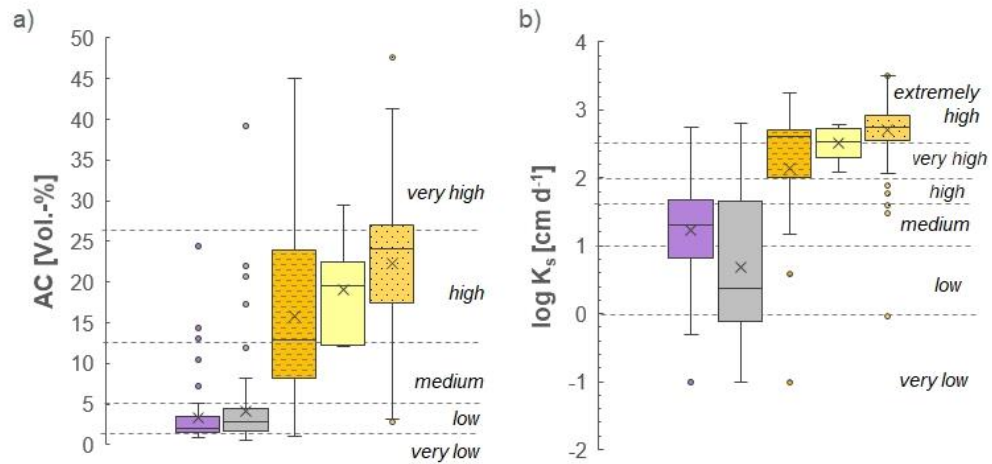 a)
AC [Vol.-%]
50
45
40
35
30
25
20
15
10
5
0
very high
high
medium
low
very low
b)
log Ks [cm d-1]
4
3
2
1
0
-1
-2
extremely
high
very high
high
medium
low
very low